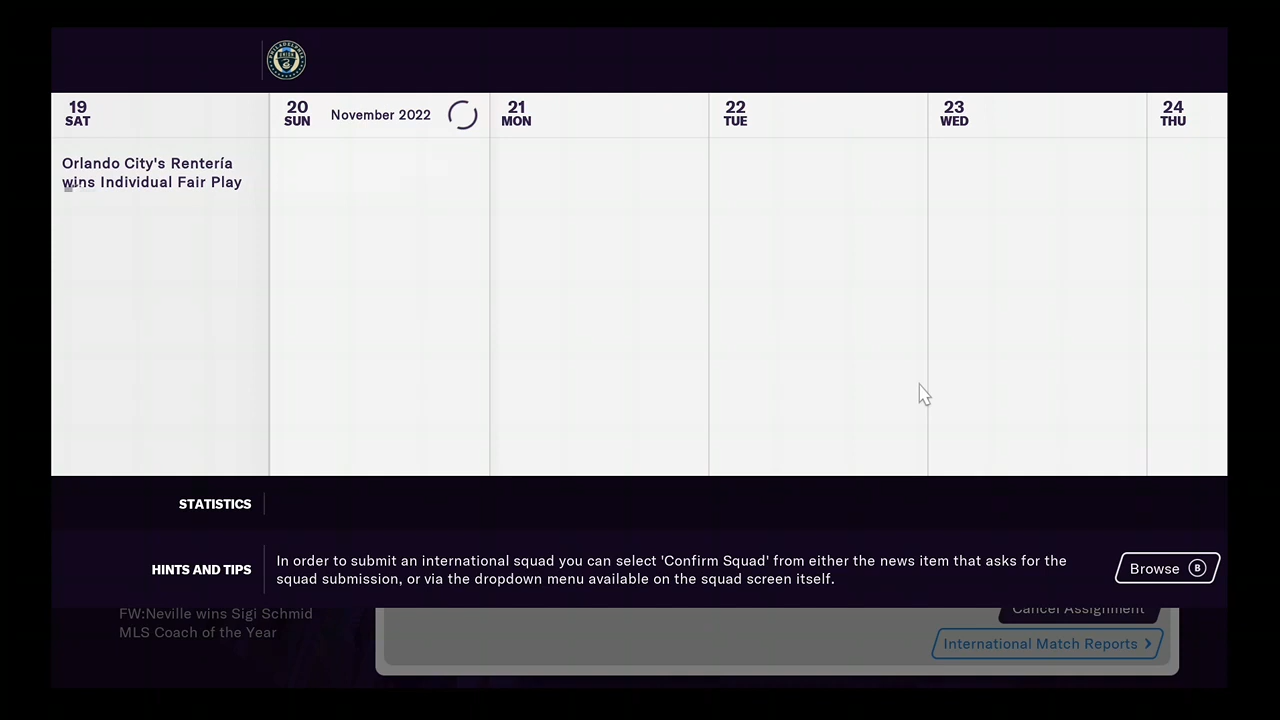 19
SAT
20
SUN
November 2022
21
MON
22
TUE
23
WED
24
THU
Orlando City's Rentería
wins Individual Fair Play
STATISTICS
HINTS AND TIPS
In order to submit an international squad you can select 'Confirm Squad' from either the news item that asks for the
squad submission, or via the dropdown menu available on the squad screen itself.
Browse B
FW:Neville wins Sigi Schmid
MLS Coach of the Year
Cancel Assignment
International Match Reports